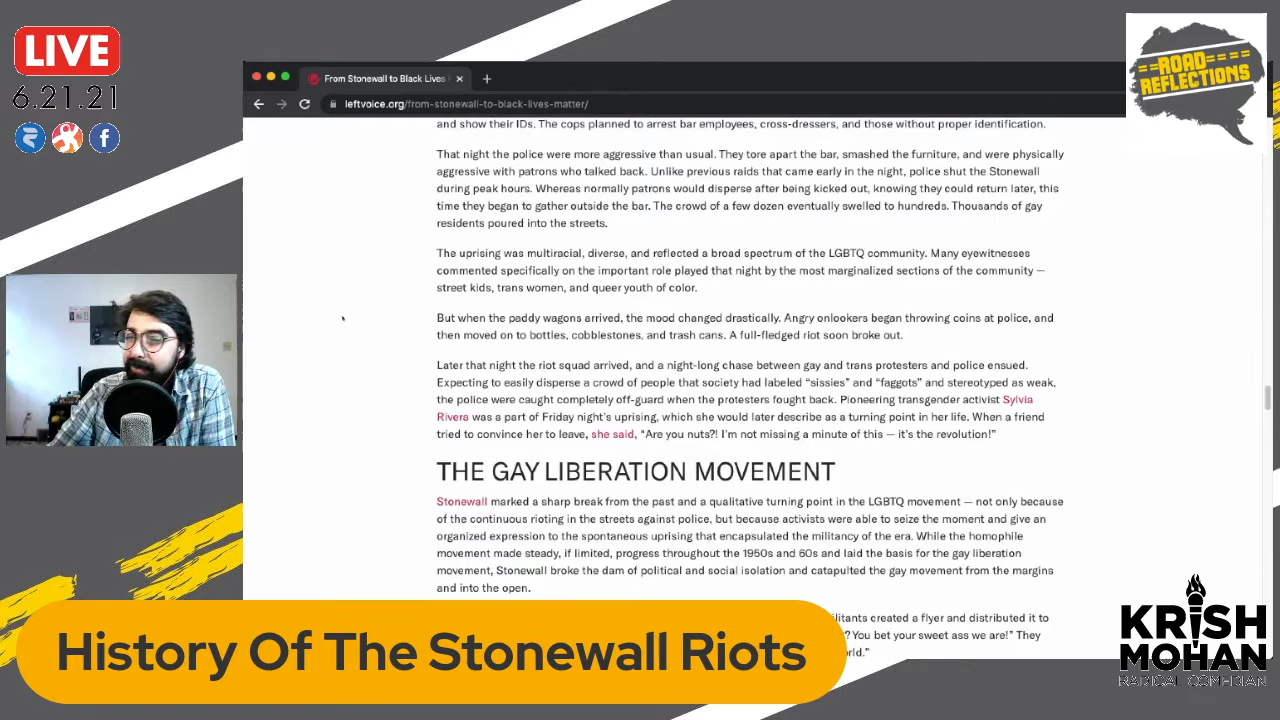 LIVE
6.21.21
From Stonewall to Black Lives
leftvoice.org/from-stonewall-to-black-lives-matter/
==ROAD====
REFLECTIONS
and show their IDs. The cops planned to arrest bar employees, cross-dressers, and those without proper identification.
That night the police were more aggressive than usual. They tore apart the bar, smashed the furniture, and were physically
aggressive with patrons who talked back. Unlike previous raids that came early in the night, police shut the Stonewall
during peak hours. Whereas normally patrons would disperse after being kicked out, knowing they could return later, this
time they began to gather outside the bar. The crowd of a few dozen eventually swelled to hundreds. Thousands of gay
residents poured into the streets.
The uprising was multiracial, diverse, and reflected a broad spectrum of the LGBTQ community. Many eyewitnesses
commented specifically on the important role played that night by the most marginalized sections of the community —
street kids, trans women, and queer youth of color.
But when the paddy wagons arrived, the mood changed drastically. Angry onlookers began throwing coins at police, and
then moved on to bottles, cobblestones, and trash cans. A full-fledged riot soon broke out.
Later that night the riot squad arrived, and a night-long chase between gay and trans protesters and police ensued.
Expecting to easily disperse a crowd of people that society had labeled “sissies” and “faggots” and stereotyped as weak,
the police were caught completely off-guard when the protesters fought back. Pioneering transgender activist Sylvia
Rivera was a part of Friday night’s uprising, which she would later describe as a turning point in her life. When a friend
tried to convince her to leave, she said, “Are you nuts?! I’m not missing a minute of this — it’s the revolution!”
THE GAY LIBERATION MOVEMENT
Stonewall marked a sharp break from the past and a qualitative turning point in the LGBTQ movement — not only because
of the continuous rioting in the streets against police, but because activists were able to seize the moment and give an
organized expression to the spontaneous uprising that encapsulated the militancy of the era. While the homophile
movement made steady, if limited, progress throughout the 1950s and 60s and laid the basis for the gay liberation
movement, Stonewall broke the dam of political and social isolation and catapulted the gay movement from the margins
and into the open.
litants created a flyer and distributed it to
? You bet your sweet ass we are!” They
orld.”
History Of The Stonewall Riots
KRISH
MOHAN
RADICAL COMEDIAN